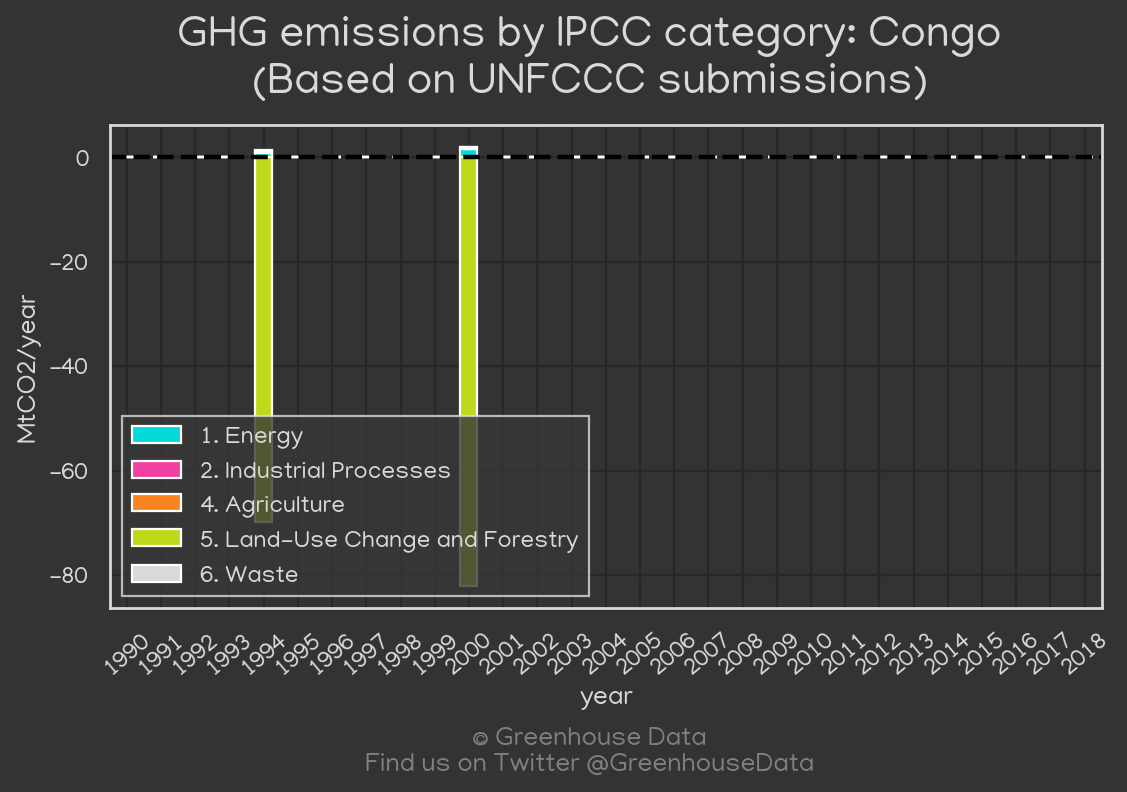 GHG emissions by IPCC category: Congo
(Based on UNFCCC submissions)
MtCO2/year
0
−20
−40
−60
−80
1. Energy
2. Industrial Processes
4. Agriculture
5. Land-Use Change and Forestry
6. Waste
1990 1991 1992 1993 1994 1995 1996 1997 1998 1999 2000 2001 2002 2003 2004 2005 2006 2007 2008 2009 2010 2011 2012 2013 2014 2015 2016 2017 2018
year
© Greenhouse Data
Find us on Twitter @GreenhouseData